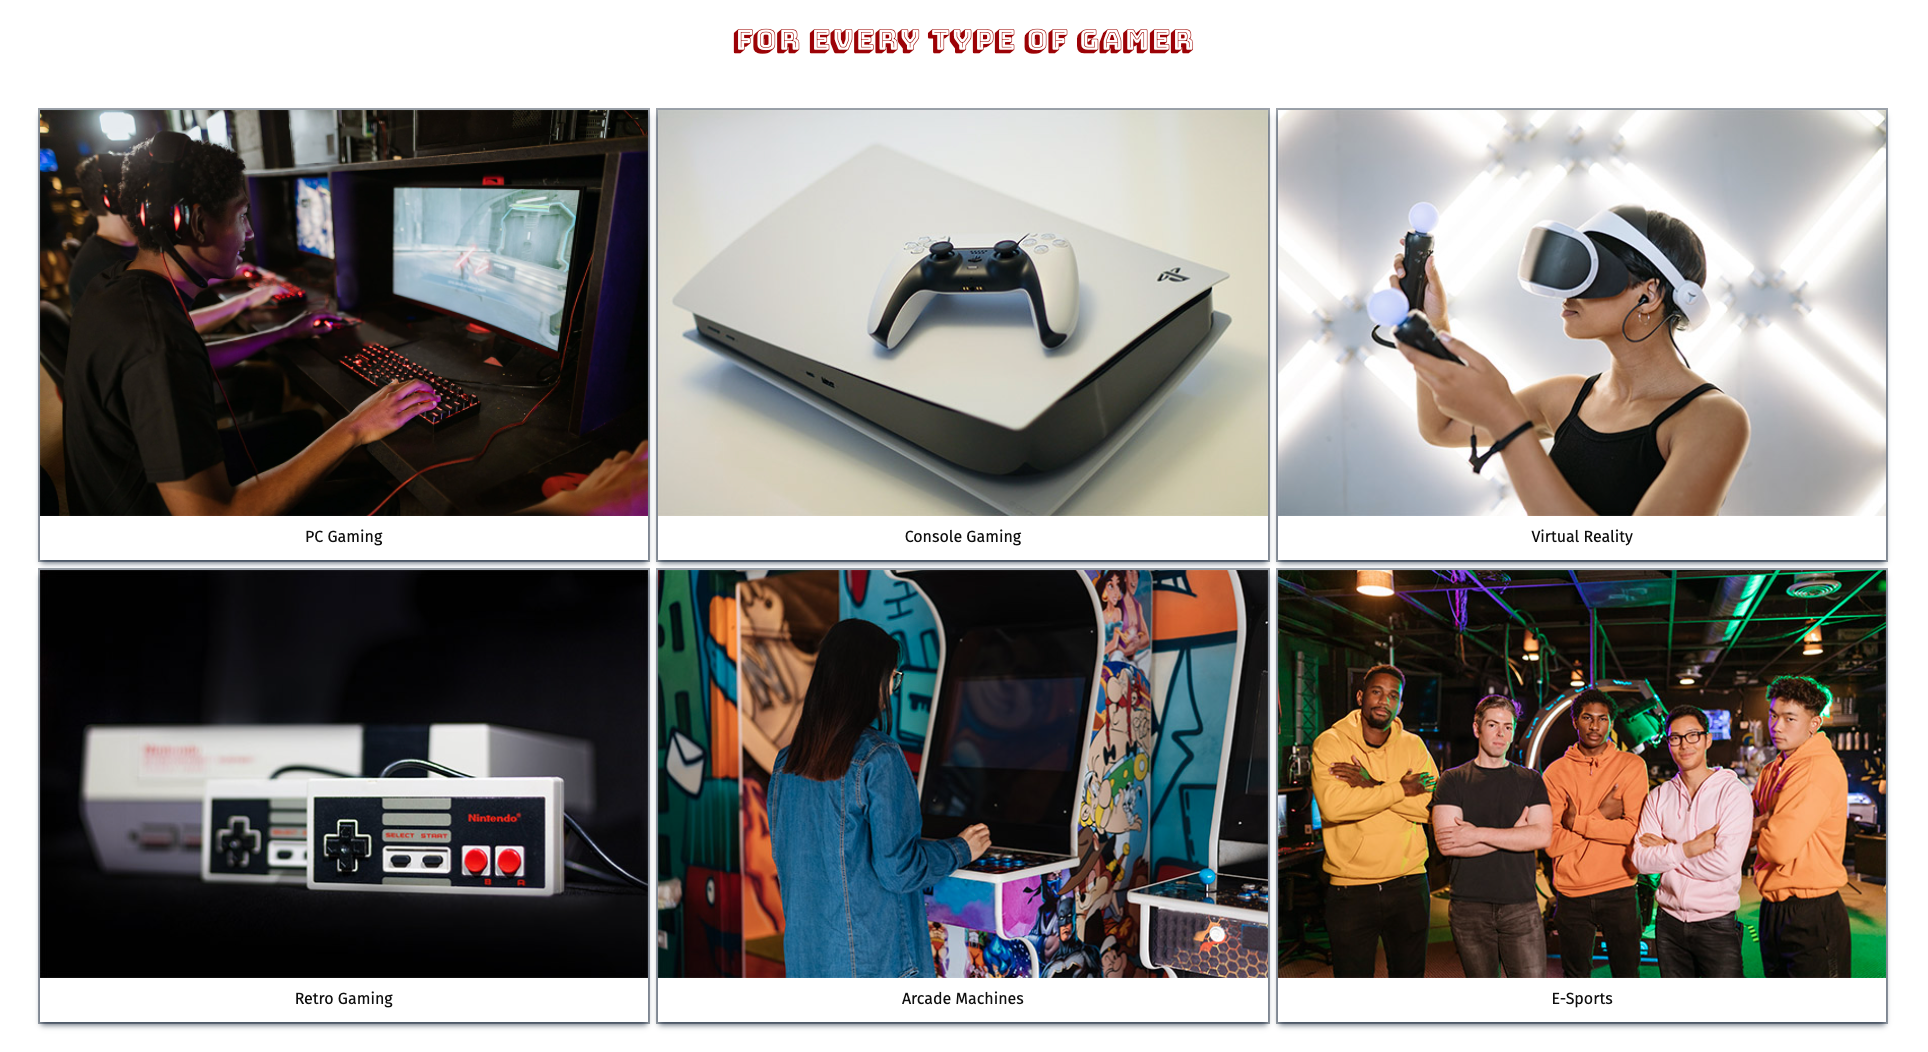 FOR EVERY TYPE OF GAMER
PC Gaming
Console Gaming
Virtual Reality
Nintendo
SELECT START
Nintendo®
B A
Retro Gaming
Arcade Machines
E-Sports